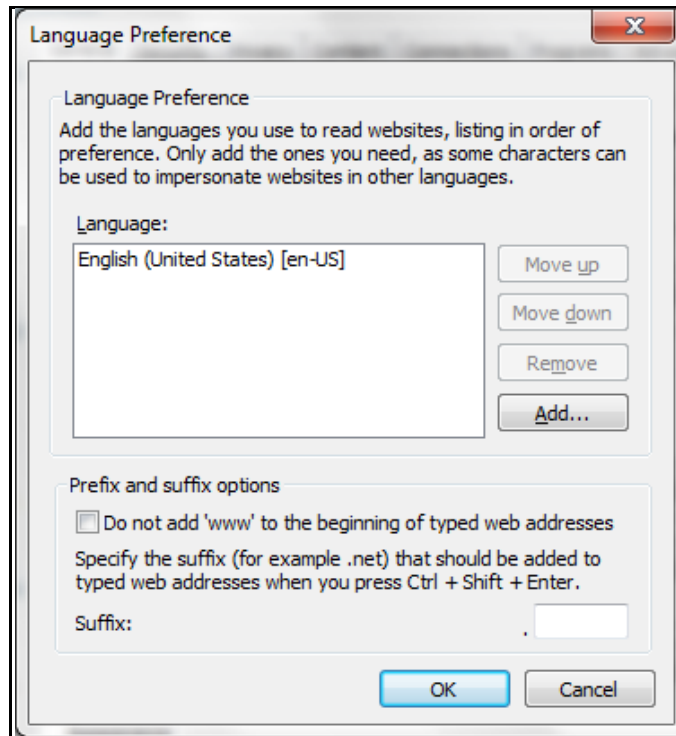 Language Preference
Language Preference
Add the languages you use to read websites, listing in order of
preference. Only add the ones you need, as some characters can
be used to impersonate websites in other languages.
Language:
English (United States) [en-US]
Move up
Move down
Remove
Add...
Prefix and suffix options
Do not add 'www' to the beginning of typed web addresses
Specify the suffix (for example .net) that should be added to
typed web addresses when you press Ctrl + Shift + Enter.
Suffix: .
OK Cancel